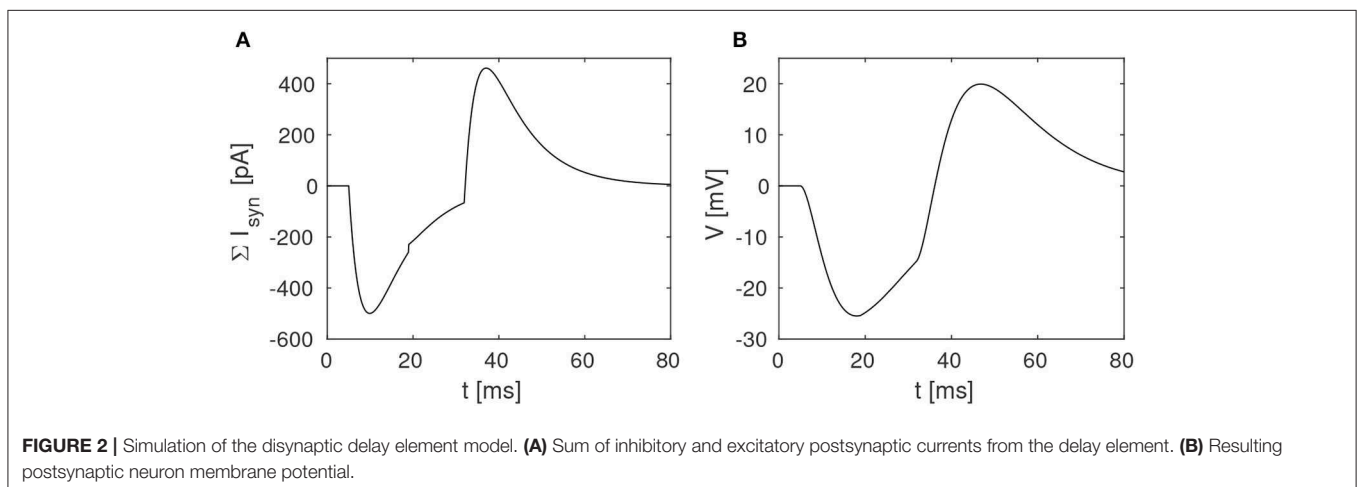 A
B
400
200
0
-200
-400
-600
Σ I_syn [pA]
0
20
40
60
80
t [ms]
20
10
0
-10
-20
-30
V [mV]
0
20
40
60
80
t [ms]
FIGURE 2 | Simulation of the disynaptic delay element model. (A) Sum of inhibitory and excitatory postsynaptic currents from the delay element. (B) Resulting
postsynaptic neuron membrane potential.